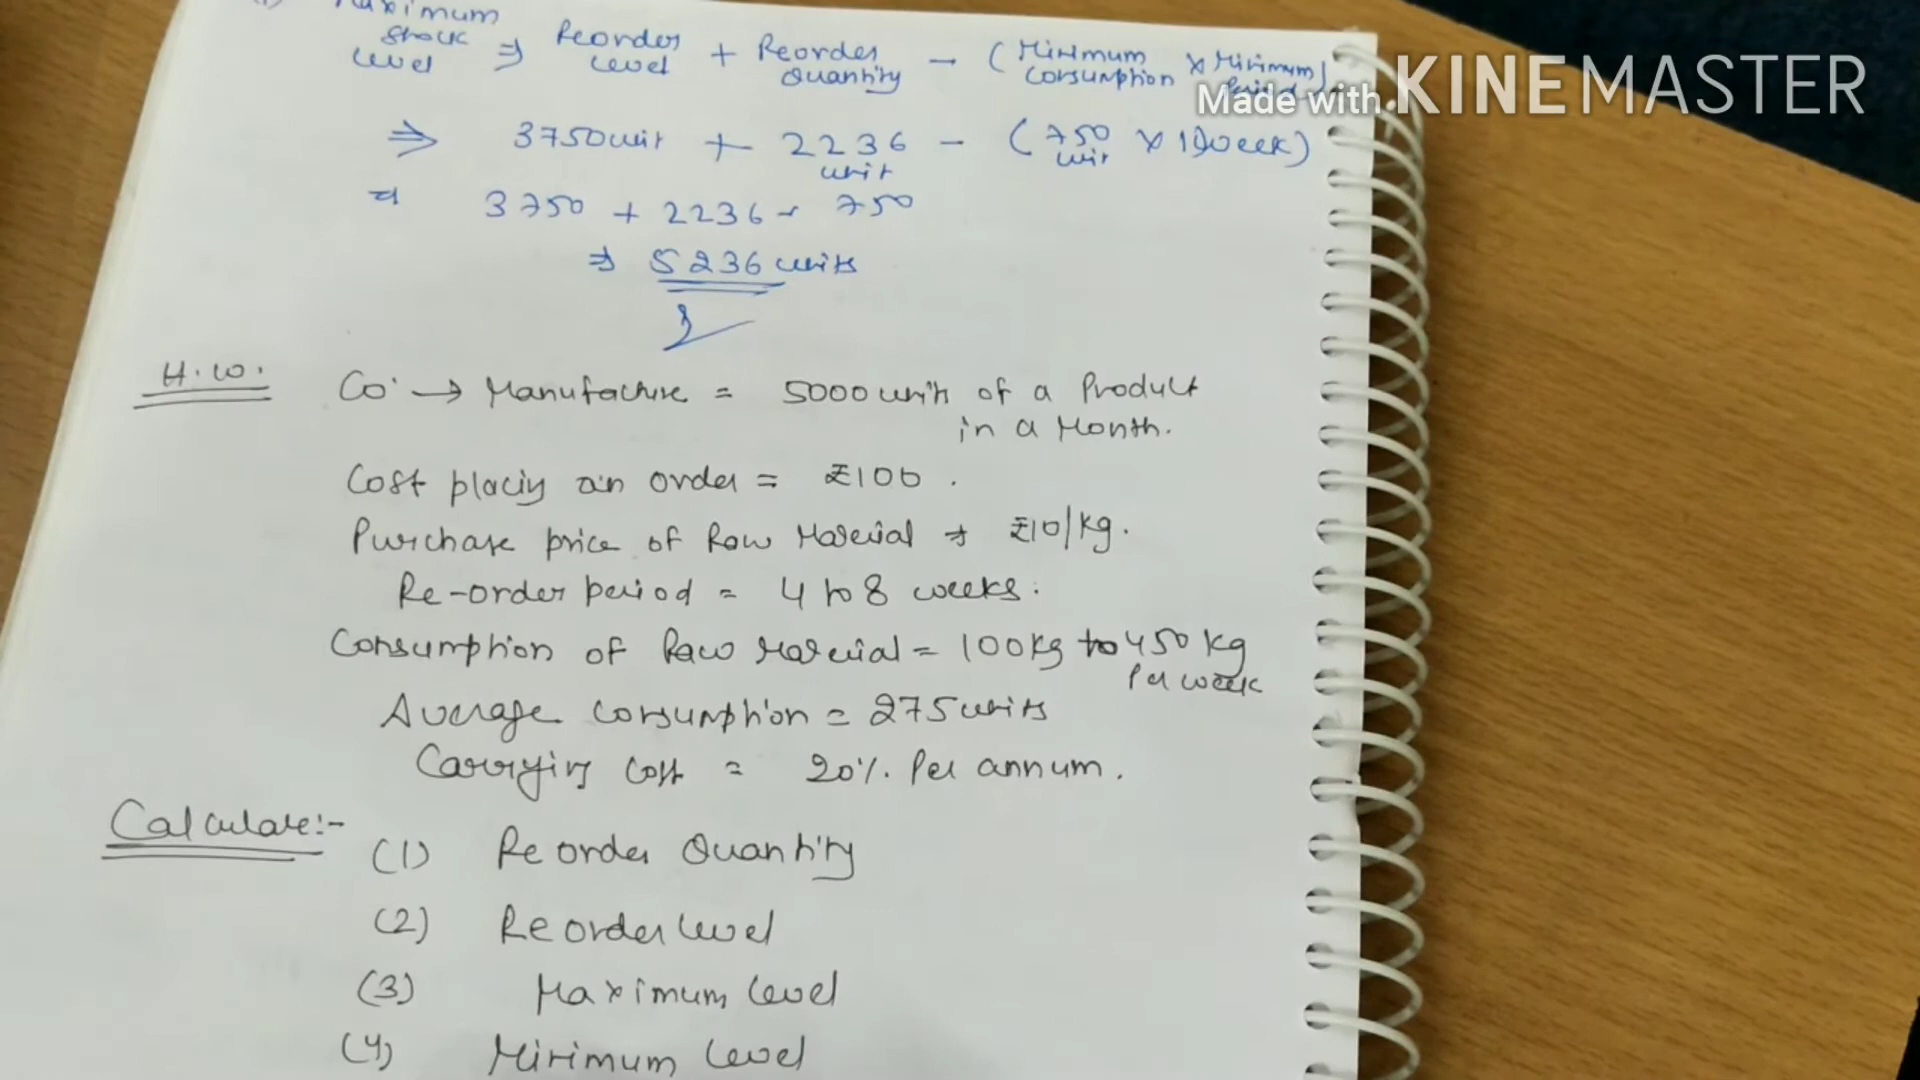 Maximum stock level ⇒ Reorder level + Reorder Quantity - (Minimum consumption × Minimum Period)
Made with KINEMASTER
⇒ 3750 unit + 2236 unit - (750 unit × 1 week)
⇒ 3750 + 2236 - 750
⇒ 5236 units
H.W. Co. → Manufacture = 5000 units of a Product
in a Month.
Cost placing an order = ₹100.
Purchase price of Raw Material → ₹10/kg.
Re-order period = 4 to 8 weeks.
Consumption of Raw Material = 100kg to 450 kg
Per week
Average consumption = 275 units
Carrying Cost = 20% Per annum.
Calculate:-
(1) Reorder Quantity
(2) Reorder level
(3) Maximum level
(4) Minimum level